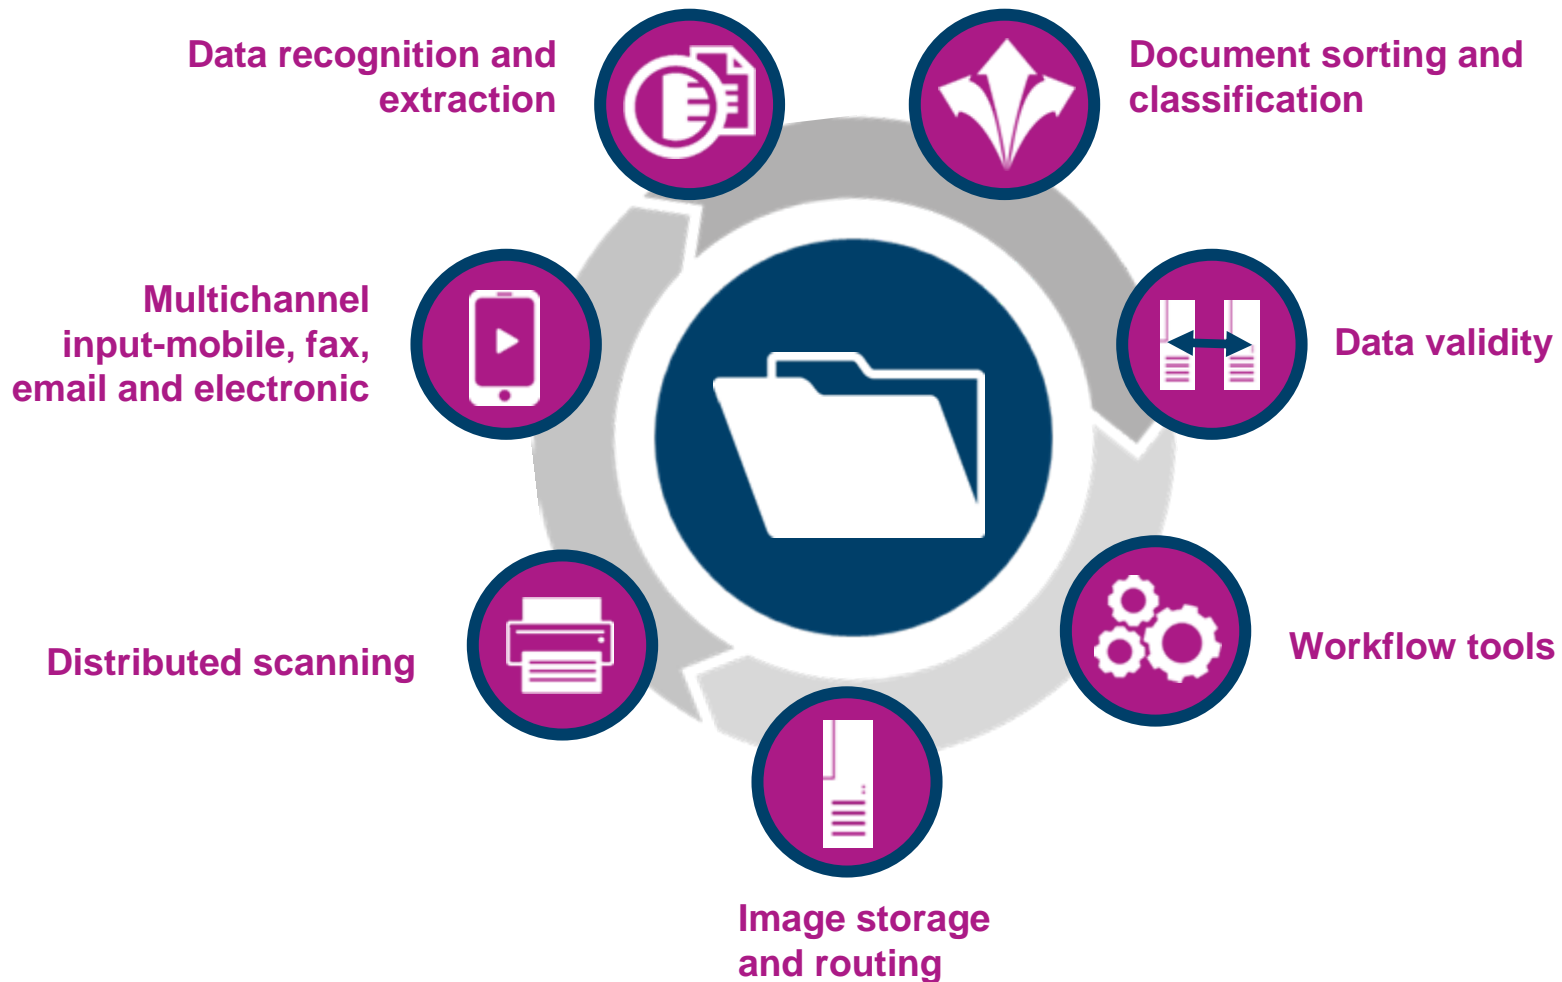 Data recognition and
extraction
Document sorting and
classification
Multichannel
input-mobile, fax,
email and electronic
Data validity
Distributed scanning
Workflow tools
Image storage
and routing